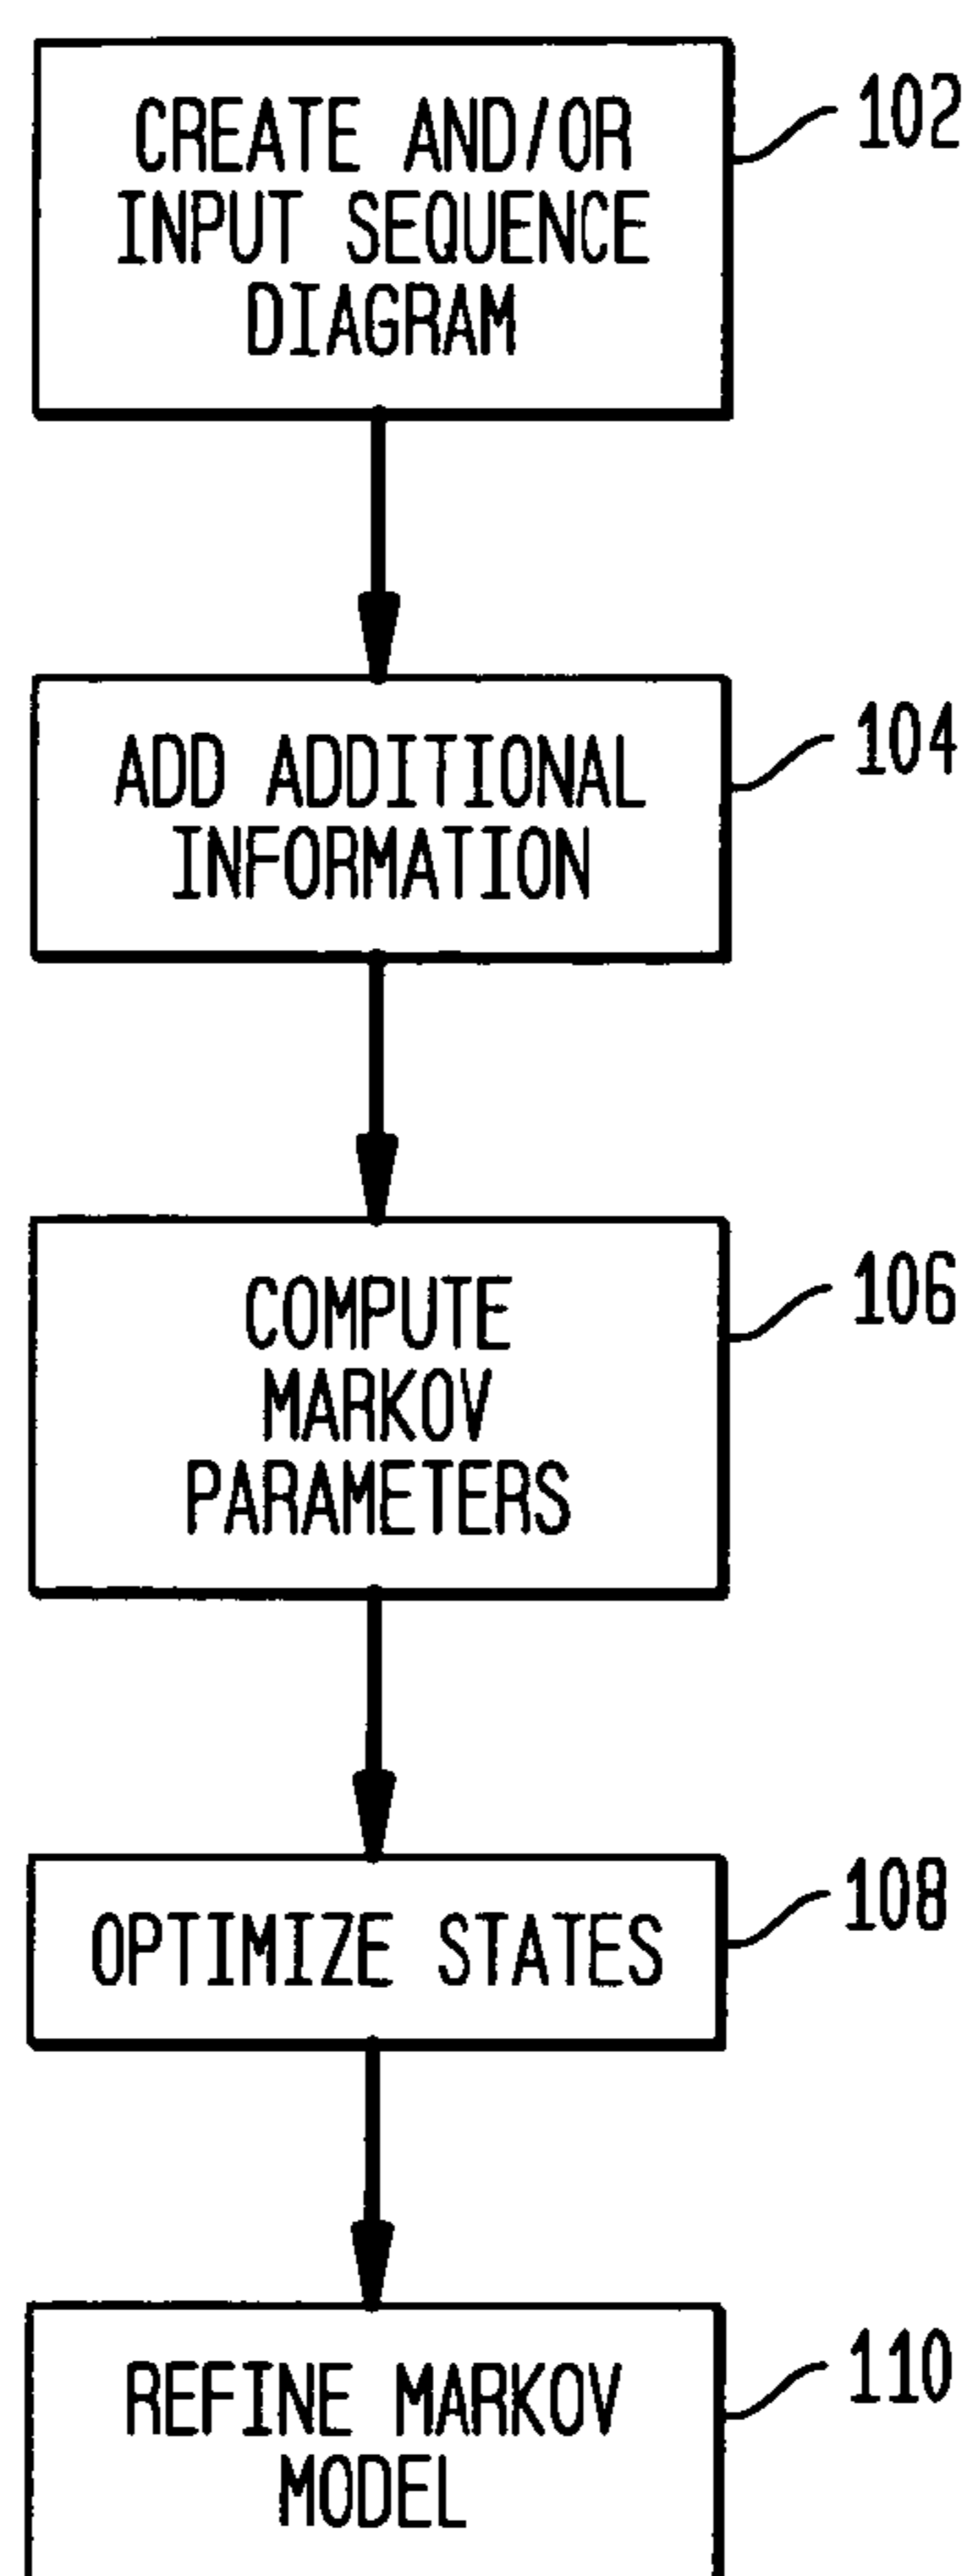 CREATE AND/OR
INPUT SEQUENCE
DIAGRAM
102
ADD ADDITIONAL
INFORMATION
104
COMPUTE
MARKOV
PARAMETERS
106
OPTIMIZE STATES
108
REFINE MARKOV
MODEL
110